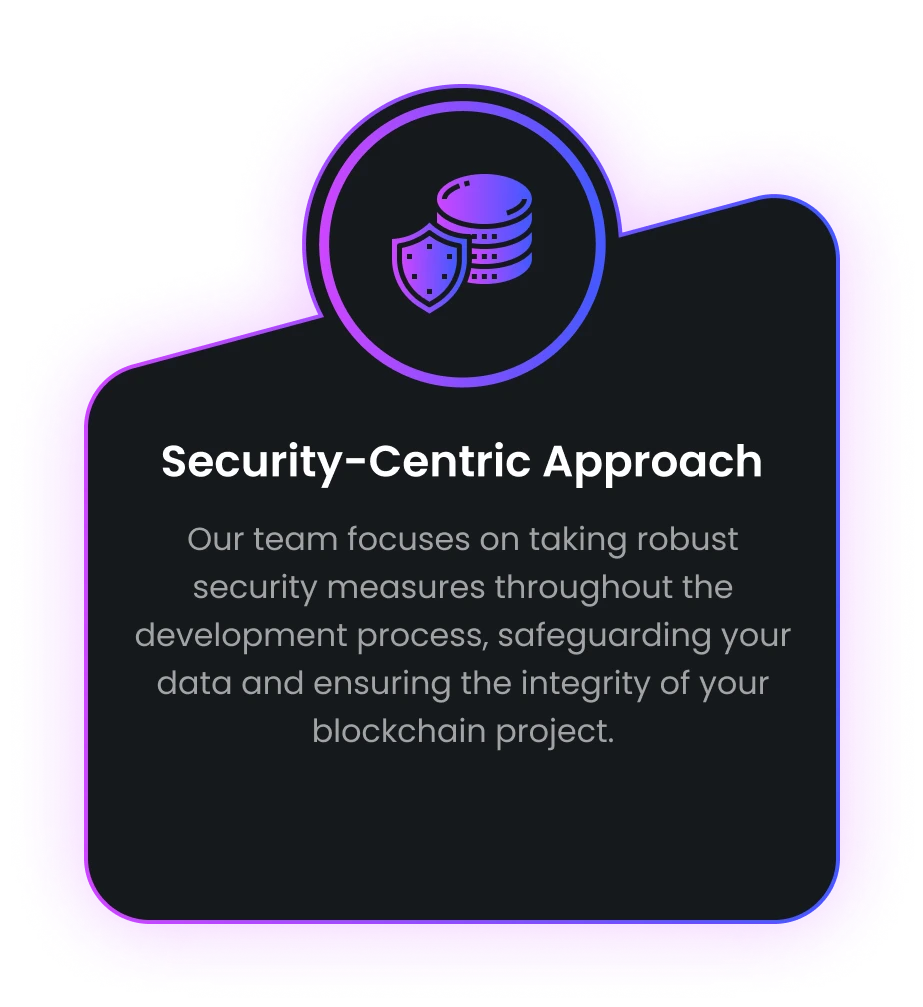 Security-Centric Approach
Our team focuses on taking robust
security measures throughout the
development process, safeguarding your
data and ensuring the integrity of your
blockchain project.